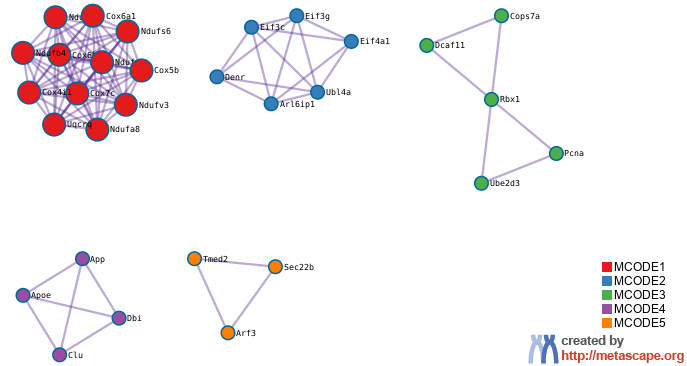 Cox6a1
Ndufs6
Ndufb4
Cox5b
Cox4i1
Cox7c
Ndufv3
Uqcrq
Ndufa8
Eif3g
Eif3c
Eif4a1
Denr
Ubl4a
Arl6ip1
Cops7a
Dcaf11
Rbx1
Pcna
Ube2d3
App
Apoe
Dbi
Clu
Tmed2
Sec22b
Arf3
MCODE1
MCODE2
MCODE3
MCODE4
MCODE5
created by
http://metascape.org